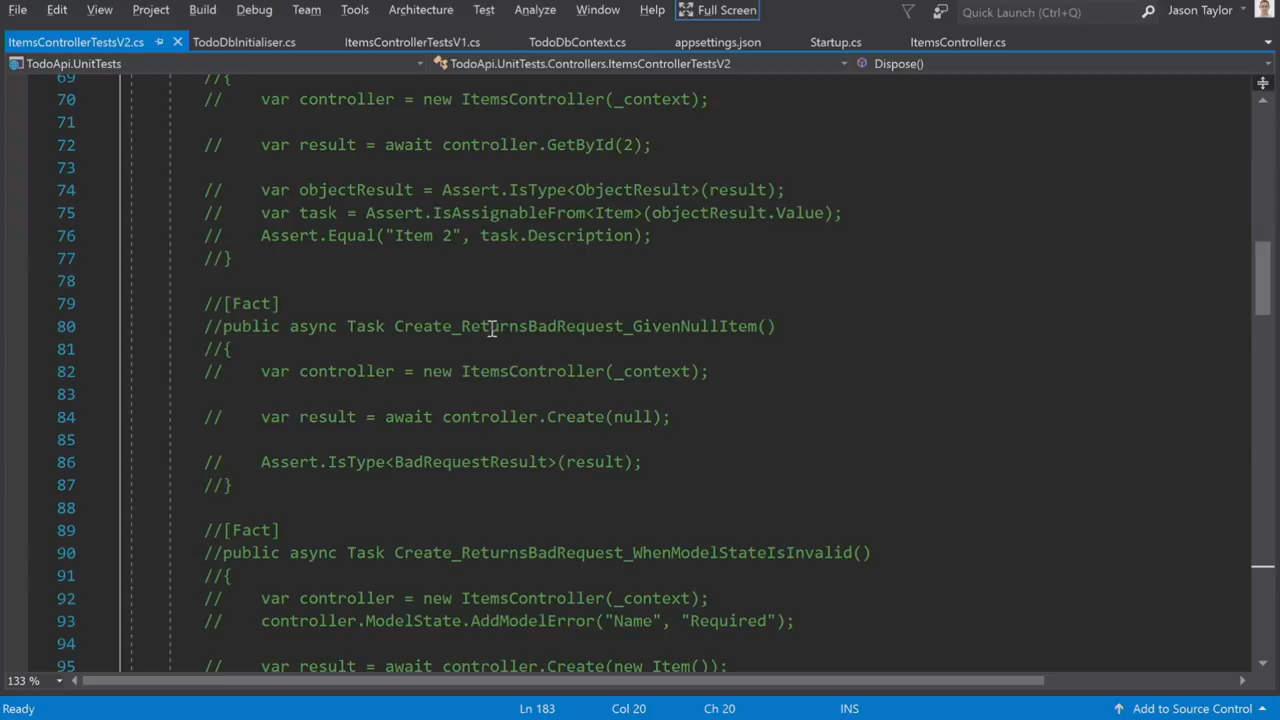 File Edit View Project Build Debug Team Tools Architecture Test Analyze Window Help Full Screen Quick Launch (Ctrl+Q) Jason Taylor
ItemsControllerTestsV2.cs TodoDbInitialiser.cs ItemsControllerTestsV1.cs TodoDbContext.cs appsettings.json Startup.cs ItemsController.cs
TodoApi.UnitTests TodoApi.UnitTests.Controllers.ItemsControllerTestsV2 Dispose()
69 //{
70 //    var controller = new ItemsController(_context);
71
72 //    var result = await controller.GetById(2);
73
74 //    var objectResult = Assert.IsType<ObjectResult>(result);
75 //    var task = Assert.IsAssignableFrom<Item>(objectResult.Value);
76 //    Assert.Equal("Item 2", task.Description);
77 //}
78
79 //[Fact]
80 //public async Task Create_ReturnsBadRequest_GivenNullItem()
81 //{
82 //    var controller = new ItemsController(_context);
83
84 //    var result = await controller.Create(null);
85
86 //    Assert.IsType<BadRequestResult>(result);
87 //}
88
89 //[Fact]
90 //public async Task Create_ReturnsBadRequest_WhenModelStateIsInvalid()
91 //{
92 //    var controller = new ItemsController(_context);
93 //    controller.ModelState.AddModelError("Name", "Required");
94
95 //    var result = await controller.Create(new Item());
133 %
Ready Ln 183 Col 20 Ch 20 INS Add to Source Control